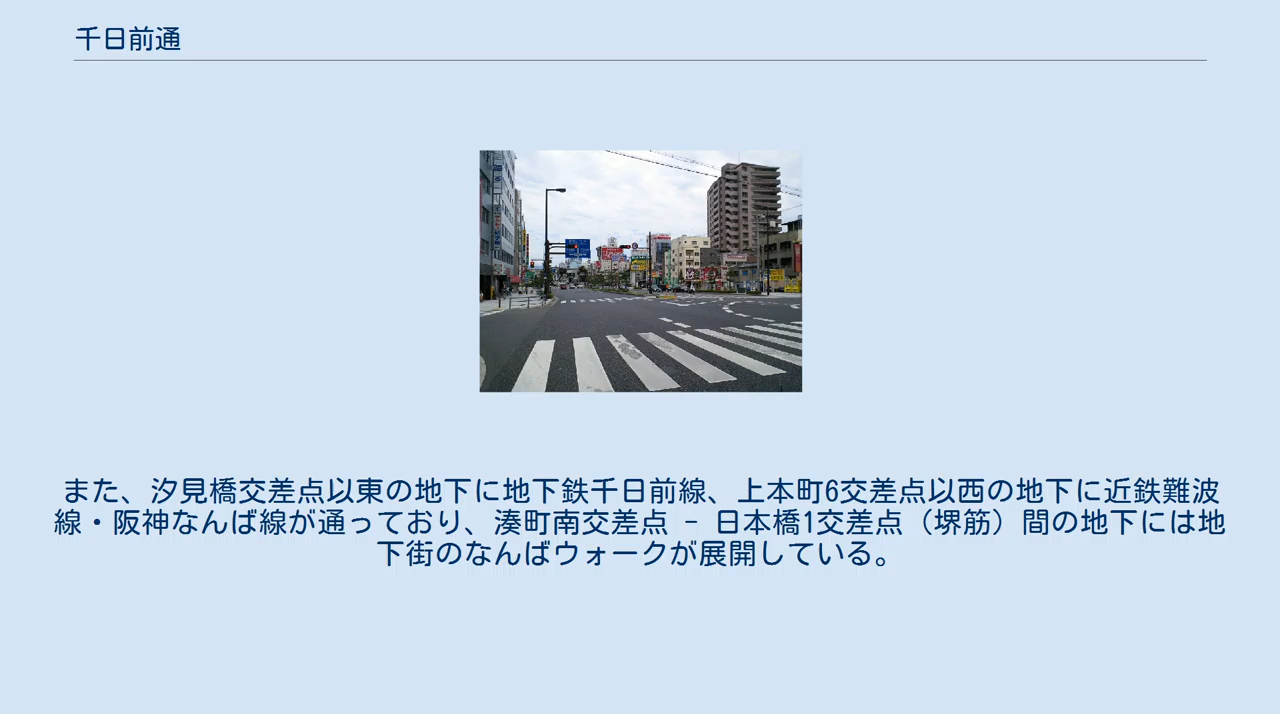 千日前通
また、汐見橋交差点以東の地下に地下鉄千日前線、上本町6交差点以西の地下に近鉄難波
線・阪神なんば線が通っており、湊町南交差点 - 日本橋1交差点（堺筋）間の地下には地
下街のなんばウォークが展開している。